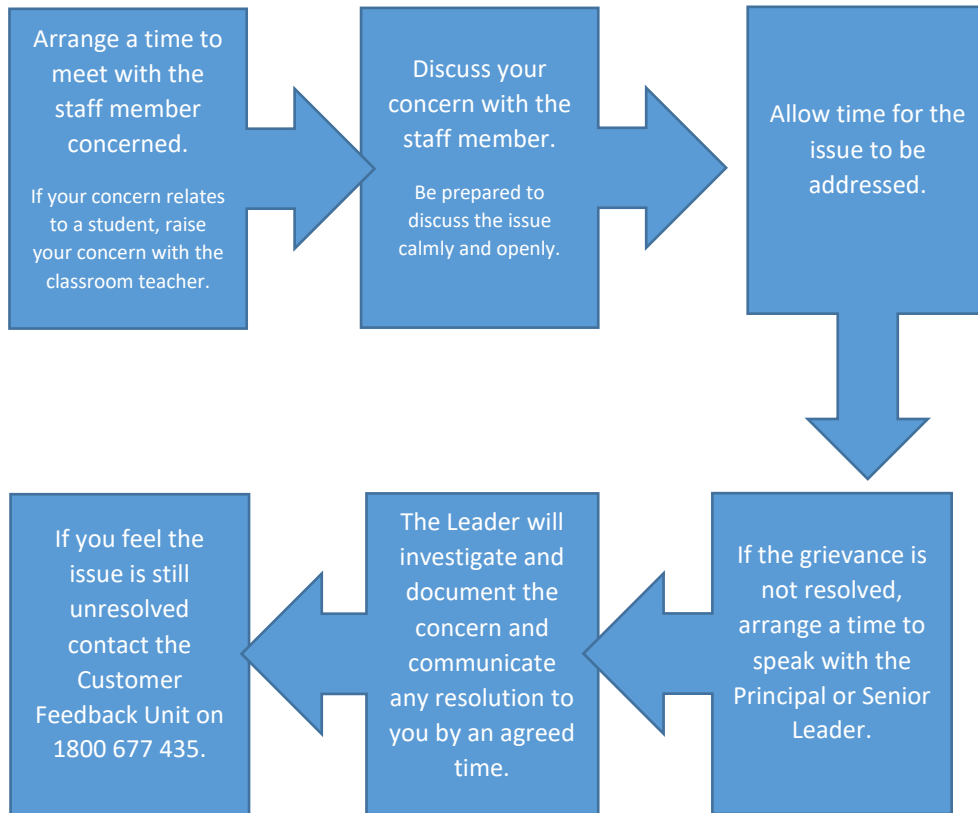 Arrange a time to
meet with the
staff member
concerned.
If your concern relates
to a student, raise
your concern with the
classroom teacher.
Discuss your
concern with the
staff member.
Be prepared to
discuss the issue
calmly and openly.
Allow time for the
issue to be
addressed.
If the grievance is
not resolved,
arrange a time to
speak with the
Principal or Senior
Leader.
The Leader will
investigate and
document the
concern and
communicate
any resolution to
you by an agreed
time.
If you feel the
issue is still
unresolved
contact the
Customer
Feedback Unit on
1800 677 435.